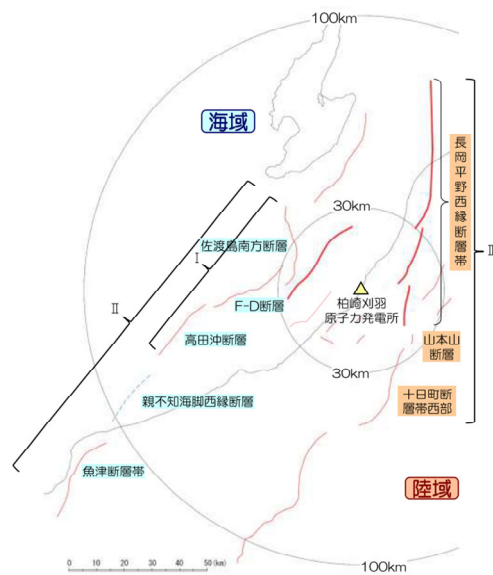 100km
海域
長岡平野西縁断層帯
30km
佐渡島南方断層
I
II
II
F-D断層
柏崎刈羽
原子力発電所
高田沖断層
山本山
断層
30km
親不知海脚西縁断層
十日町断
層帯西部
魚津断層帯
陸域
0 10 20 30 40 50 (km)
100km